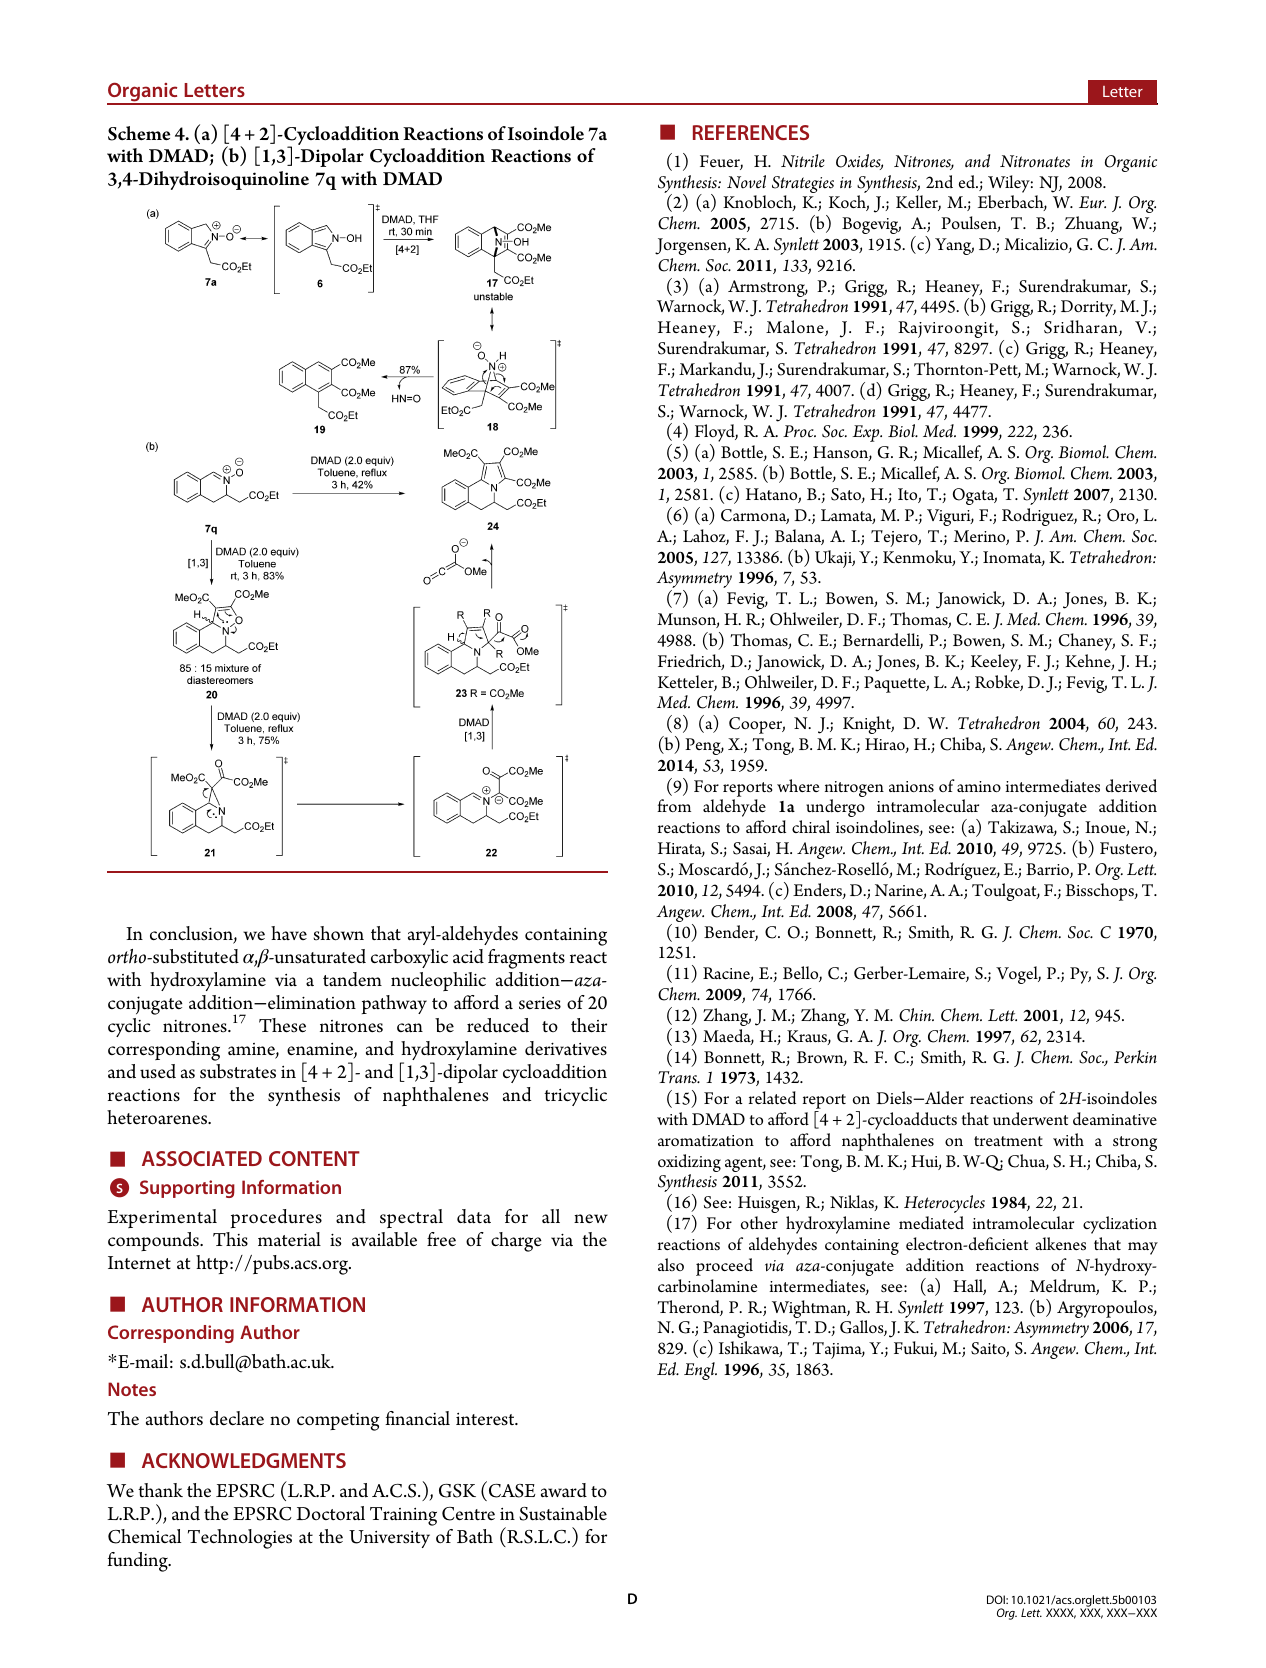 Organic Letters
Letter
Scheme 4. (a) [4 + 2]-Cycloaddition Reactions of Isoindole 7a
with DMAD; (b) [1,3]-Dipolar Cycloaddition Reactions of
3,4-Dihydroisoquinoline 7q with DMAD
(a)
⊕
N
O
⊖
CO2Et
7a
N
OH
CO2Et
6
‡
DMAD, THF
rt, 30 min
[4+2]
CO2Me
NOH
CO2Me
CO2Et
17
unstable
⊖
O
H
N
⊕
CO2Me
EtO2C
CO2Me
18
‡
87%
HN=O
CO2Me
CO2Me
CO2Et
19
(b)
⊖
⊕
O
N
CO2Et
7q
DMAD (2.0 equiv)
Toluene, reflux
3 h, 42%
MeO2C
CO2Me
CO2Me
N
CO2Et
24
[1,3]
DMAD (2.0 equiv)
Toluene
rt, 3 h, 83%
O
⊖
O
OMe
MeO2C
CO2Me
H
O
N
CO2Et
85 : 15 mixture of
diastereomers
20
R
R
O
O
H
N
R
OMe
CO2Et
23 R = CO2Me
‡
DMAD (2.0 equiv)
Toluene, reflux
3 h, 75%
DMAD
[1,3]
O
MeO2C
CO2Me
N
CO2Et
21
‡
O
CO2Me
⊕
N
⊖
CO2Me
CO2Et
22
‡
In conclusion, we have shown that aryl-aldehydes containing
ortho-substituted α,β-unsaturated carboxylic acid fragments react
with hydroxylamine via a tandem nucleophilic addition−aza-
conjugate addition−elimination pathway to afford a series of 20
cyclic nitrones.17 These nitrones can be reduced to their
corresponding amine, enamine, and hydroxylamine derivatives
and used as substrates in [4 + 2]- and [1,3]-dipolar cycloaddition
reactions for the synthesis of naphthalenes and tricyclic
heteroarenes.
■ ASSOCIATED CONTENT
S Supporting Information
Experimental procedures and spectral data for all new
compounds. This material is available free of charge via the
Internet at http://pubs.acs.org.
■ AUTHOR INFORMATION
Corresponding Author
*E-mail: s.d.bull@bath.ac.uk.
Notes
The authors declare no competing financial interest.
■ ACKNOWLEDGMENTS
We thank the EPSRC (L.R.P. and A.C.S.), GSK (CASE award to
L.R.P.), and the EPSRC Doctoral Training Centre in Sustainable
Chemical Technologies at the University of Bath (R.S.L.C.) for
funding.
■ REFERENCES
(1) Feuer, H. Nitrile Oxides, Nitrones, and Nitronates in Organic
Synthesis: Novel Strategies in Synthesis, 2nd ed.; Wiley: NJ, 2008.
(2) (a) Knobloch, K.; Koch, J.; Keller, M.; Eberbach, W. Eur. J. Org.
Chem. 2005, 2715. (b) Bogevig, A.; Poulsen, T. B.; Zhuang, W.;
Jorgensen, K. A. Synlett 2003, 1915. (c) Yang, D.; Micalizio, G. C. J. Am.
Chem. Soc. 2011, 133, 9216.
(3) (a) Armstrong, P.; Grigg, R.; Heaney, F.; Surendrakumar, S.;
Warnock, W. J. Tetrahedron 1991, 47, 4495. (b) Grigg, R.; Dorrity, M. J.;
Heaney, F.; Malone, J. F.; Rajviroongit, S.; Sridharan, V.;
Surendrakumar, S. Tetrahedron 1991, 47, 8297. (c) Grigg, R.; Heaney,
F.; Markandu, J.; Surendrakumar, S.; Thornton-Pett, M.; Warnock, W. J.
Tetrahedron 1991, 47, 4007. (d) Grigg, R.; Heaney, F.; Surendrakumar,
S.; Warnock, W. J. Tetrahedron 1991, 47, 4477.
(4) Floyd, R. A. Proc. Soc. Exp. Biol. Med. 1999, 222, 236.
(5) (a) Bottle, S. E.; Hanson, G. R.; Micallef, A. S. Org. Biomol. Chem.
2003, 1, 2585. (b) Bottle, S. E.; Micallef, A. S. Org. Biomol. Chem. 2003,
1, 2581. (c) Hatano, B.; Sato, H.; Ito, T.; Ogata, T. Synlett 2007, 2130.
(6) (a) Carmona, D.; Lamata, M. P.; Viguri, F.; Rodriguez, R.; Oro, L.
A.; Lahoz, F. J.; Balana, A. I.; Tejero, T.; Merino, P. J. Am. Chem. Soc.
2005, 127, 13386. (b) Ukaji, Y.; Kenmoku, Y.; Inomata, K. Tetrahedron:
Asymmetry 1996, 7, 53.
(7) (a) Fevig, T. L.; Bowen, S. M.; Janowick, D. A.; Jones, B. K.;
Munson, H. R.; Ohlweiler, D. F.; Thomas, C. E. J. Med. Chem. 1996, 39,
4988. (b) Thomas, C. E.; Bernardelli, P.; Bowen, S. M.; Chaney, S. F.;
Friedrich, D.; Janowick, D. A.; Jones, B. K.; Keeley, F. J.; Kehne, J. H.;
Ketteler, B.; Ohlweiler, D. F.; Paquette, L. A.; Robke, D. J.; Fevig, T. L. J.
Med. Chem. 1996, 39, 4997.
(8) (a) Cooper, N. J.; Knight, D. W. Tetrahedron 2004, 60, 243.
(b) Peng, X.; Tong, B. M. K.; Hirao, H.; Chiba, S. Angew. Chem., Int. Ed.
2014, 53, 1959.
(9) For reports where nitrogen anions of amino intermediates derived
from aldehyde 1a undergo intramolecular aza-conjugate addition
reactions to afford chiral isoindolines, see: (a) Takizawa, S.; Inoue, N.;
Hirata, S.; Sasai, H. Angew. Chem., Int. Ed. 2010, 49, 9725. (b) Fustero,
S.; Moscardó, J.; Sánchez-Roselló, M.; Rodríguez, E.; Barrio, P. Org. Lett.
2010, 12, 5494. (c) Enders, D.; Narine, A. A.; Toulgoat, F.; Bisschops, T.
Angew. Chem., Int. Ed. 2008, 47, 5661.
(10) Bender, C. O.; Bonnett, R.; Smith, R. G. J. Chem. Soc. C 1970,
1251.
(11) Racine, E.; Bello, C.; Gerber-Lemaire, S.; Vogel, P.; Py, S. J. Org.
Chem. 2009, 74, 1766.
(12) Zhang, J. M.; Zhang, Y. M. Chin. Chem. Lett. 2001, 12, 945.
(13) Maeda, H.; Kraus, G. A. J. Org. Chem. 1997, 62, 2314.
(14) Bonnett, R.; Brown, R. F. C.; Smith, R. G. J. Chem. Soc., Perkin
Trans. 1 1973, 1432.
(15) For a related report on Diels−Alder reactions of 2H-isoindoles
with DMAD to afford [4 + 2]-cycloadducts that underwent deaminative
aromatization to afford naphthalenes on treatment with a strong
oxidizing agent, see: Tong, B. M. K.; Hui, B. W-Q; Chua, S. H.; Chiba, S.
Synthesis 2011, 3552.
(16) See: Huisgen, R.; Niklas, K. Heterocycles 1984, 22, 21.
(17) For other hydroxylamine mediated intramolecular cyclization
reactions of aldehydes containing electron-deficient alkenes that may
also proceed via aza-conjugate addition reactions of N-hydroxy-
carbinolamine intermediates, see: (a) Hall, A.; Meldrum, K. P.;
Therond, P. R.; Wightman, R. H. Synlett 1997, 123. (b) Argyropoulos,
N. G.; Panagiotidis, T. D.; Gallos, J. K. Tetrahedron: Asymmetry 2006, 17,
829. (c) Ishikawa, T.; Tajima, Y.; Fukui, M.; Saito, S. Angew. Chem., Int.
Ed. Engl. 1996, 35, 1863.
D
DOI: 10.1021/acs.orglett.5b00103
Org. Lett. XXXX, XXX, XXX−XXX